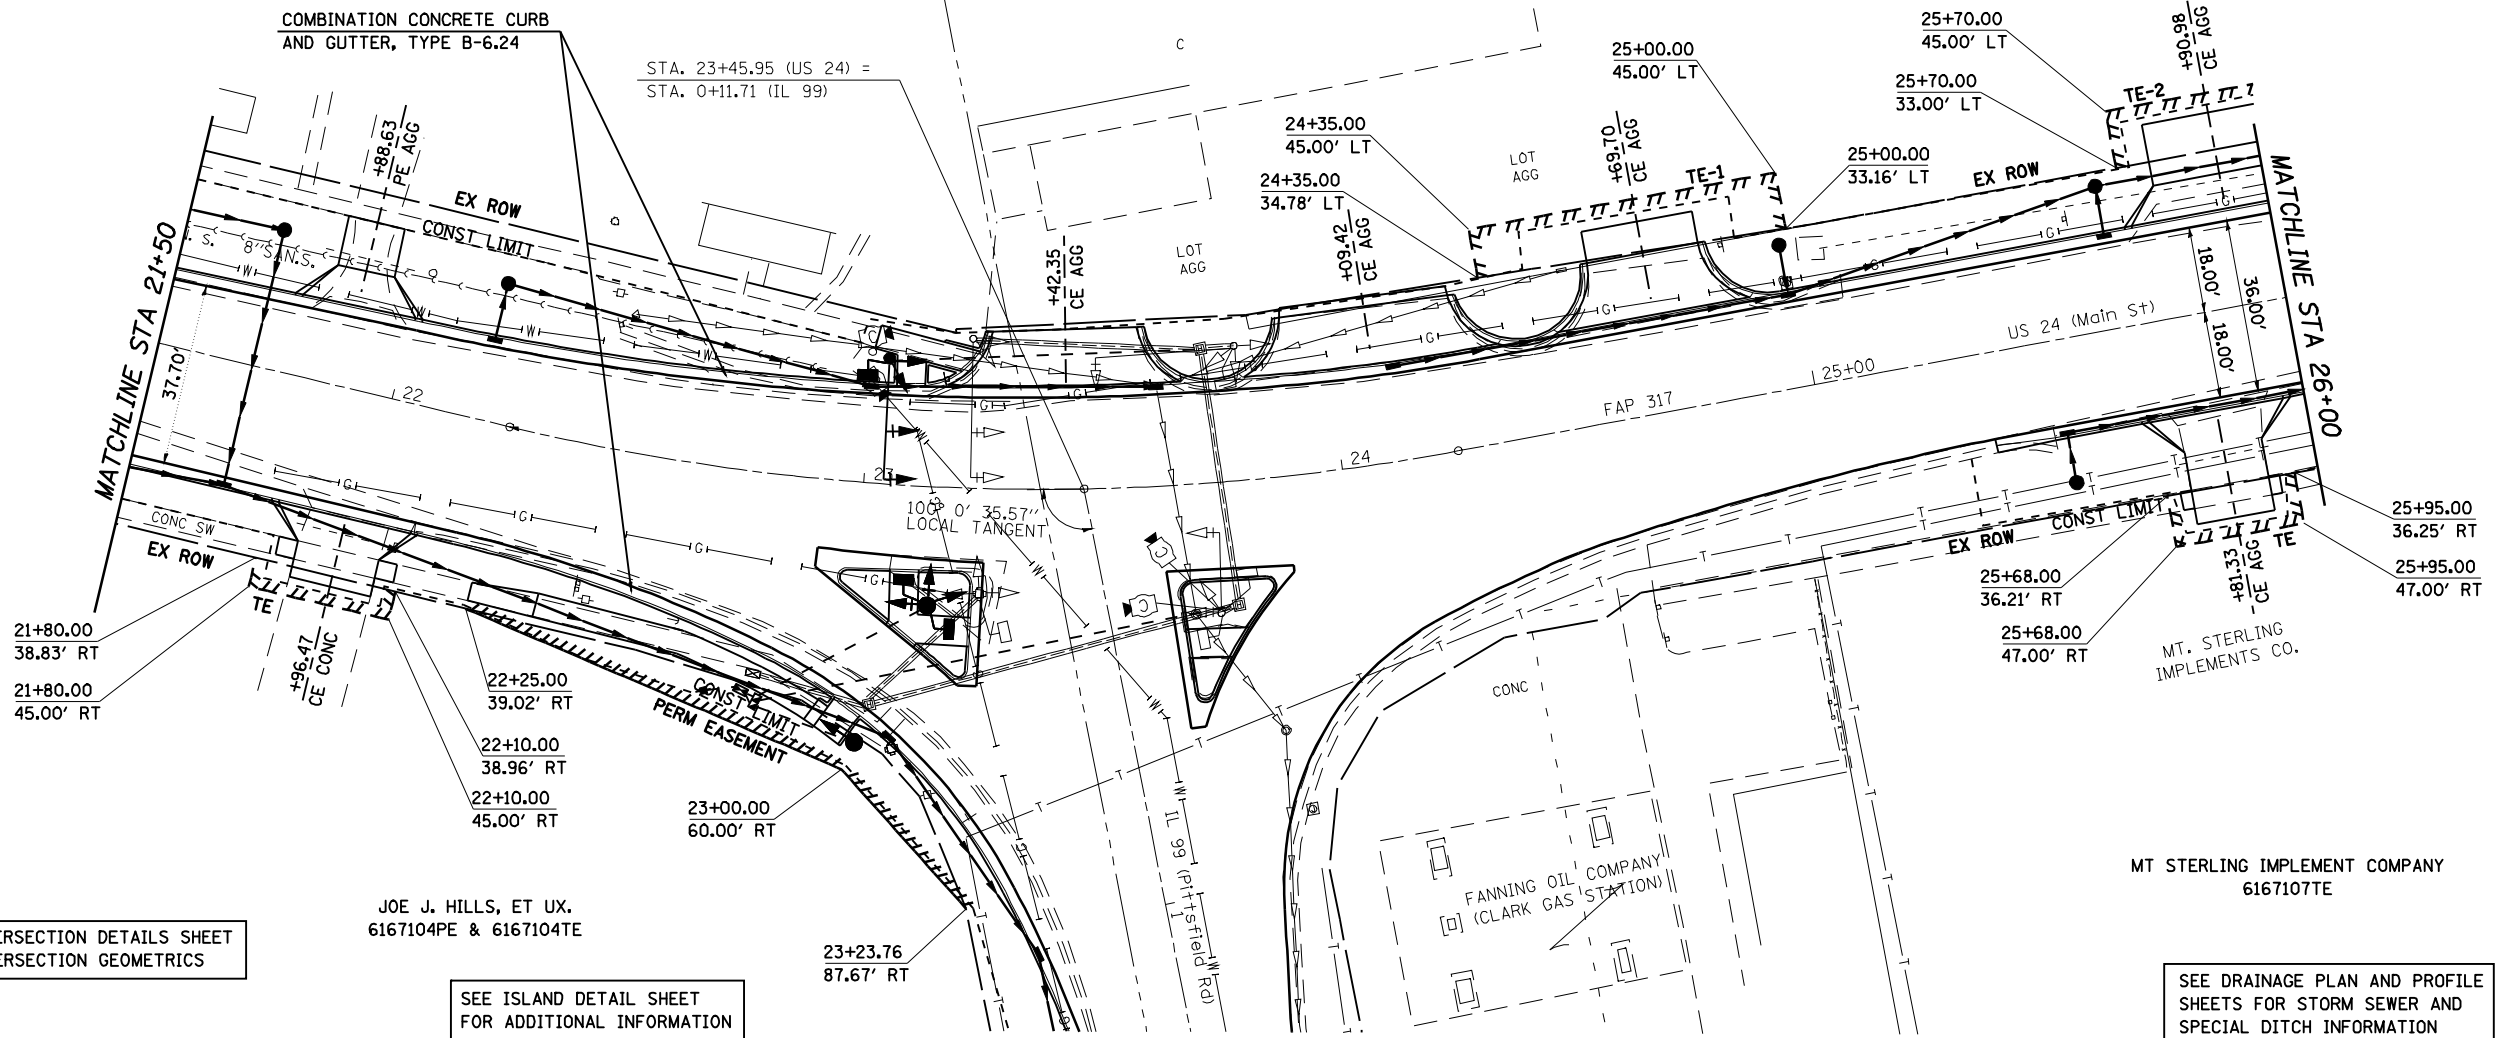 COMBINATION CONCRETE CURB
AND GUTTER, TYPE B-6.24
STA. 23+45.95 (US 24) =
STA. 0+11.71 (IL 99)
C
25+00.00
45.00' LT
25+70.00
45.00' LT
25+70.00
33.00' LT
+90.98
CE AGG
TE-2
+88.63
PE AGG
24+35.00
45.00' LT
24+35.00
34.78' LT
LOT
AGG
+69.70
CE AGG
TE-1
25+00.00
33.16' LT
EX ROW
MATCHLINE STA 26+00
EX ROW
CONST LIMIT
8" SAN.S.
S.
MATCHLINE STA 21+50
37.70'
LOT
AGG
+42.35
CE AGG
+09.42
CE AGG
18.00'
36.00'
18.00'
US 24 (Main St)
25+00
FAP 317
22
23
24
100° 0' 35.57"
LOCAL TANGENT
CONC SW
EX ROW
TE
+96.47
CE CONC
21+80.00
38.83' RT
21+80.00
45.00' RT
22+25.00
39.02' RT
22+10.00
38.96' RT
22+10.00
45.00' RT
CONST LIMIT
PERM EASEMENT
23+00.00
60.00' RT
23+23.76
87.67' RT
IL 99 (Pittsfield Rd)
1
CONC
CONST LIMIT
EX ROW
25+68.00
36.21' RT
25+68.00
47.00' RT
+81.33
CE AGG
TE
25+95.00
36.25' RT
25+95.00
47.00' RT
MT. STERLING
IMPLEMENTS CO.
FANNING OIL COMPANY
(CLARK GAS STATION)
MT STERLING IMPLEMENT COMPANY
6167107TE
JOE J. HILLS, ET UX.
6167104PE & 6167104TE
ERSECTION DETAILS SHEET
ERSECTION GEOMETRICS
SEE ISLAND DETAIL SHEET
FOR ADDITIONAL INFORMATION
SEE DRAINAGE PLAN AND PROFILE
SHEETS FOR STORM SEWER AND
SPECIAL DITCH INFORMATION